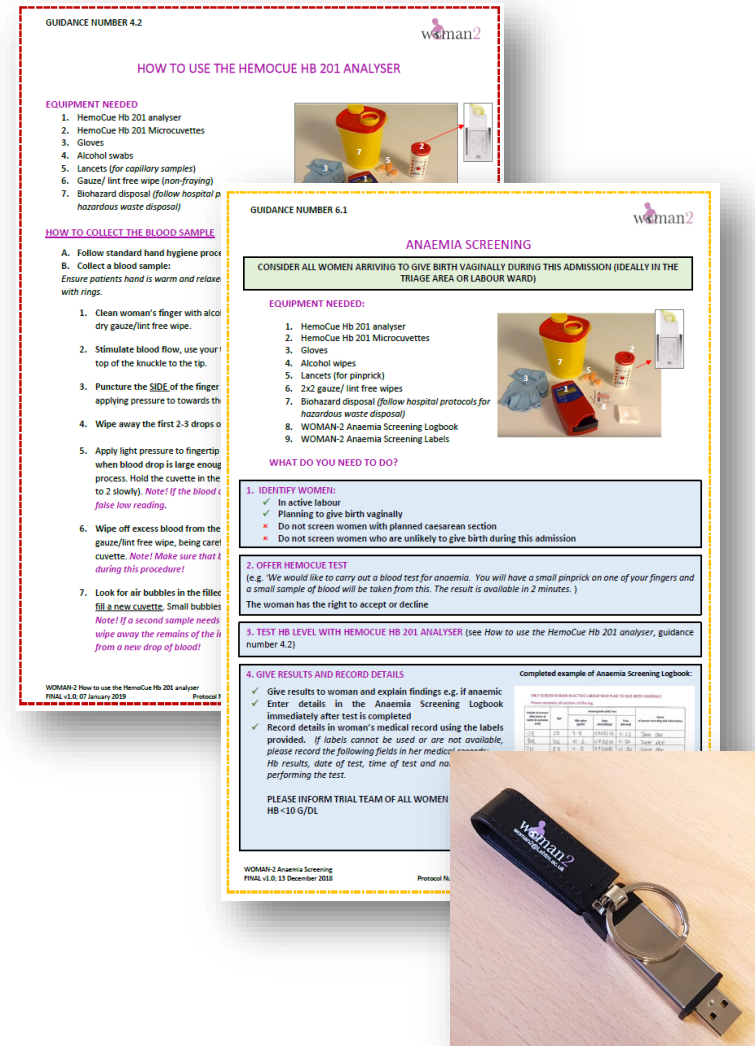 GUIDANCE NUMBER 4.2
woman2
HOW TO USE THE HEMOCUE HB 201 ANALYSER
EQUIPMENT NEEDED
1. HemoCue Hb 201 analyser
2. HemoCue Hb 201 Microcuvettes
3. Gloves
4. Alcohol swabs
5. Lancets (for capillary samples)
6. Gauze/ lint free wipe (non-fraying)
7. Biohazard disposal (follow hospital p
hazardous waste disposal)
7
5
2
3
1
HOW TO COLLECT THE BLOOD SAMPLE
A. Follow standard hand hygiene proce
B. Collect a blood sample:
Ensure patients hand is warm and relaxe
with rings.
1. Clean woman's finger with alco
dry gauze/lint free wipe.
2. Stimulate blood flow, use your
top of the knuckle to the tip.
3. Puncture the SIDE of the finger
applying pressure to towards the
4. Wipe away the first 2-3 drops o
5. Apply light pressure to fingertip
when blood drop is large enoug
process. Hold the cuvette in the
to 2 slowly). Note! If the blood
false low reading.
6. Wipe off excess blood from the
gauze/lint free wipe, being caref
cuvette. Note! Make sure that b
during this procedure!
7. Look for air bubbles in the filled
fill a new cuvette. Small bubbles
Note! If a second sample needs
wipe away the remains of the in
from a new drop of blood!
WOMAN-2 How to use the HemoCue Hb 201 analyser
FINAL v1.0; 07 January 2019 Protocol N
GUIDANCE NUMBER 6.1
woman2
ANAEMIA SCREENING
CONSIDER ALL WOMEN ARRIVING TO GIVE BIRTH VAGINALLY DURING THIS ADMISSION (IDEALLY IN THE
TRIAGE AREA OR LABOUR WARD)
EQUIPMENT NEEDED:
1. HemoCue Hb 201 analyser
2. HemoCue Hb 201 Microcuvettes
3. Gloves
4. Alcohol wipes
5. Lancets (for pinprick)
6. 2x2 gauze/ lint free wipes
7. Biohazard disposal (follow hospital protocols for
hazardous waste disposal)
8. WOMAN-2 Anaemia Screening Logbook
9. WOMAN-2 Anaemia Screening Labels
7
5
2
3
1
4
6
WHAT DO YOU NEED TO DO?
1. IDENTIFY WOMEN:
✓ In active labour
✓ Planning to give birth vaginally
× Do not screen women with planned caesarean section
× Do not screen women who are unlikely to give birth during this admission
2. OFFER HEMOCUE TEST
(e.g. 'We would like to carry out a blood test for anaemia. You will have a small pinprick on one of your fingers and
a small sample of blood will be taken from this. The result is available in 2 minutes. )
The woman has the right to accept or decline
3. TEST HB LEVEL WITH HEMOCUE HB 201 ANALYSER (see How to use the HemoCue Hb 201 analyser, guidance
number 4.2)
4. GIVE RESULTS AND RECORD DETAILS
✓ Give results to woman and explain findings e.g. if anaemic
✓ Enter details in the Anaemia Screening Logbook
immediately after test is completed
✓ Record details in woman's medical record using the labels
provided. If labels cannot be used or are not available,
please record the following fields in her medical records:
Hb results, date of test, time of test and na
performing the test.
PLEASE INFORM TRIAL TEAM OF ALL WOMEN
HB <10 G/DL
Completed example of Anaemia Screening Logbook:
WOMAN-2 Anaemia Screening
FINAL v1.0; 13 December 2018 Protocol Nu
woman2
woman2@Lshtm.ac.uk